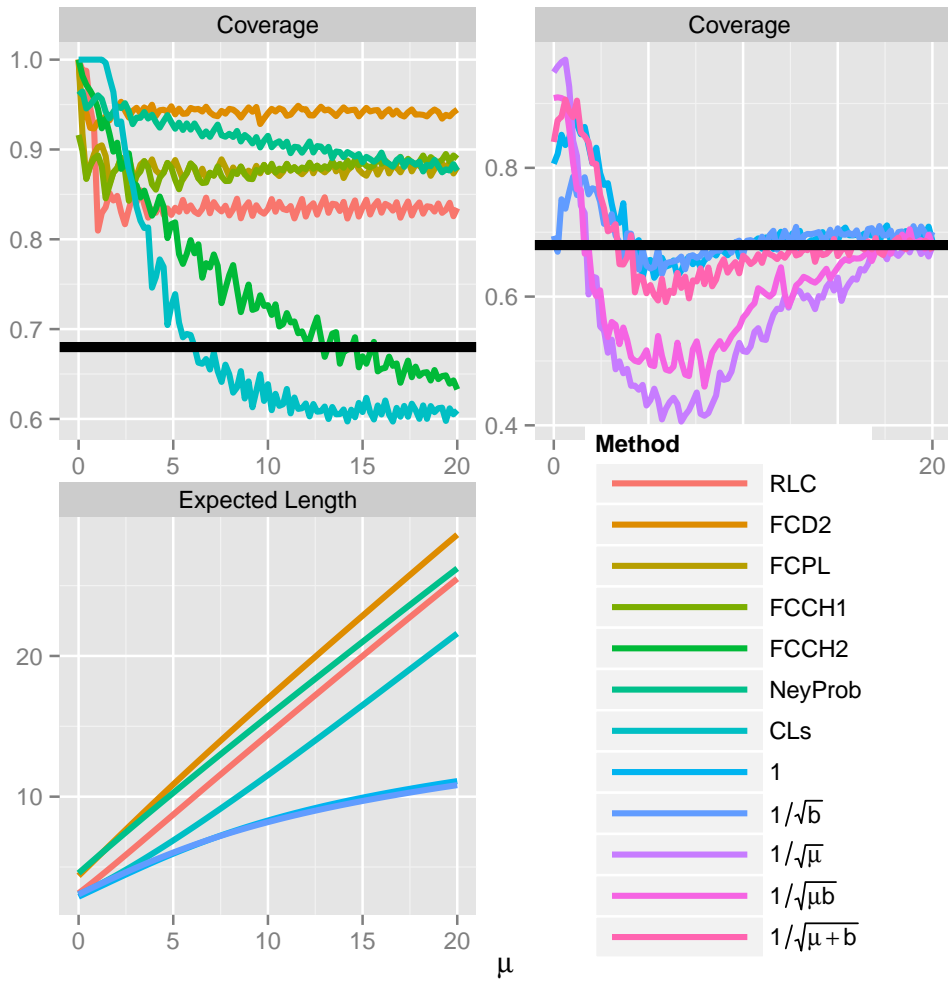 Coverage
Coverage
1.0
0.9
0.8
0.7
0.6
0.8
0.6
0.4
0
5
10
15
20
0
20
Expected Length
20
10
0
5
10
15
20
μ
Method
RLC
FCD2
FCPL
FCCH1
FCCH2
NeyProb
CLs
1
1/√b
1/√μ
1/√μb
1/√μ + b